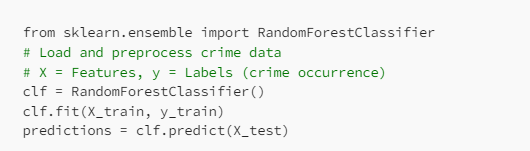 from sklearn.ensemble import RandomForestClassifier
# Load and preprocess crime data
# X = Features, y = Labels (crime occurrence)
clf = RandomForestClassifier()
clf.fit(X_train, y_train)
predictions = clf.predict(X_test)